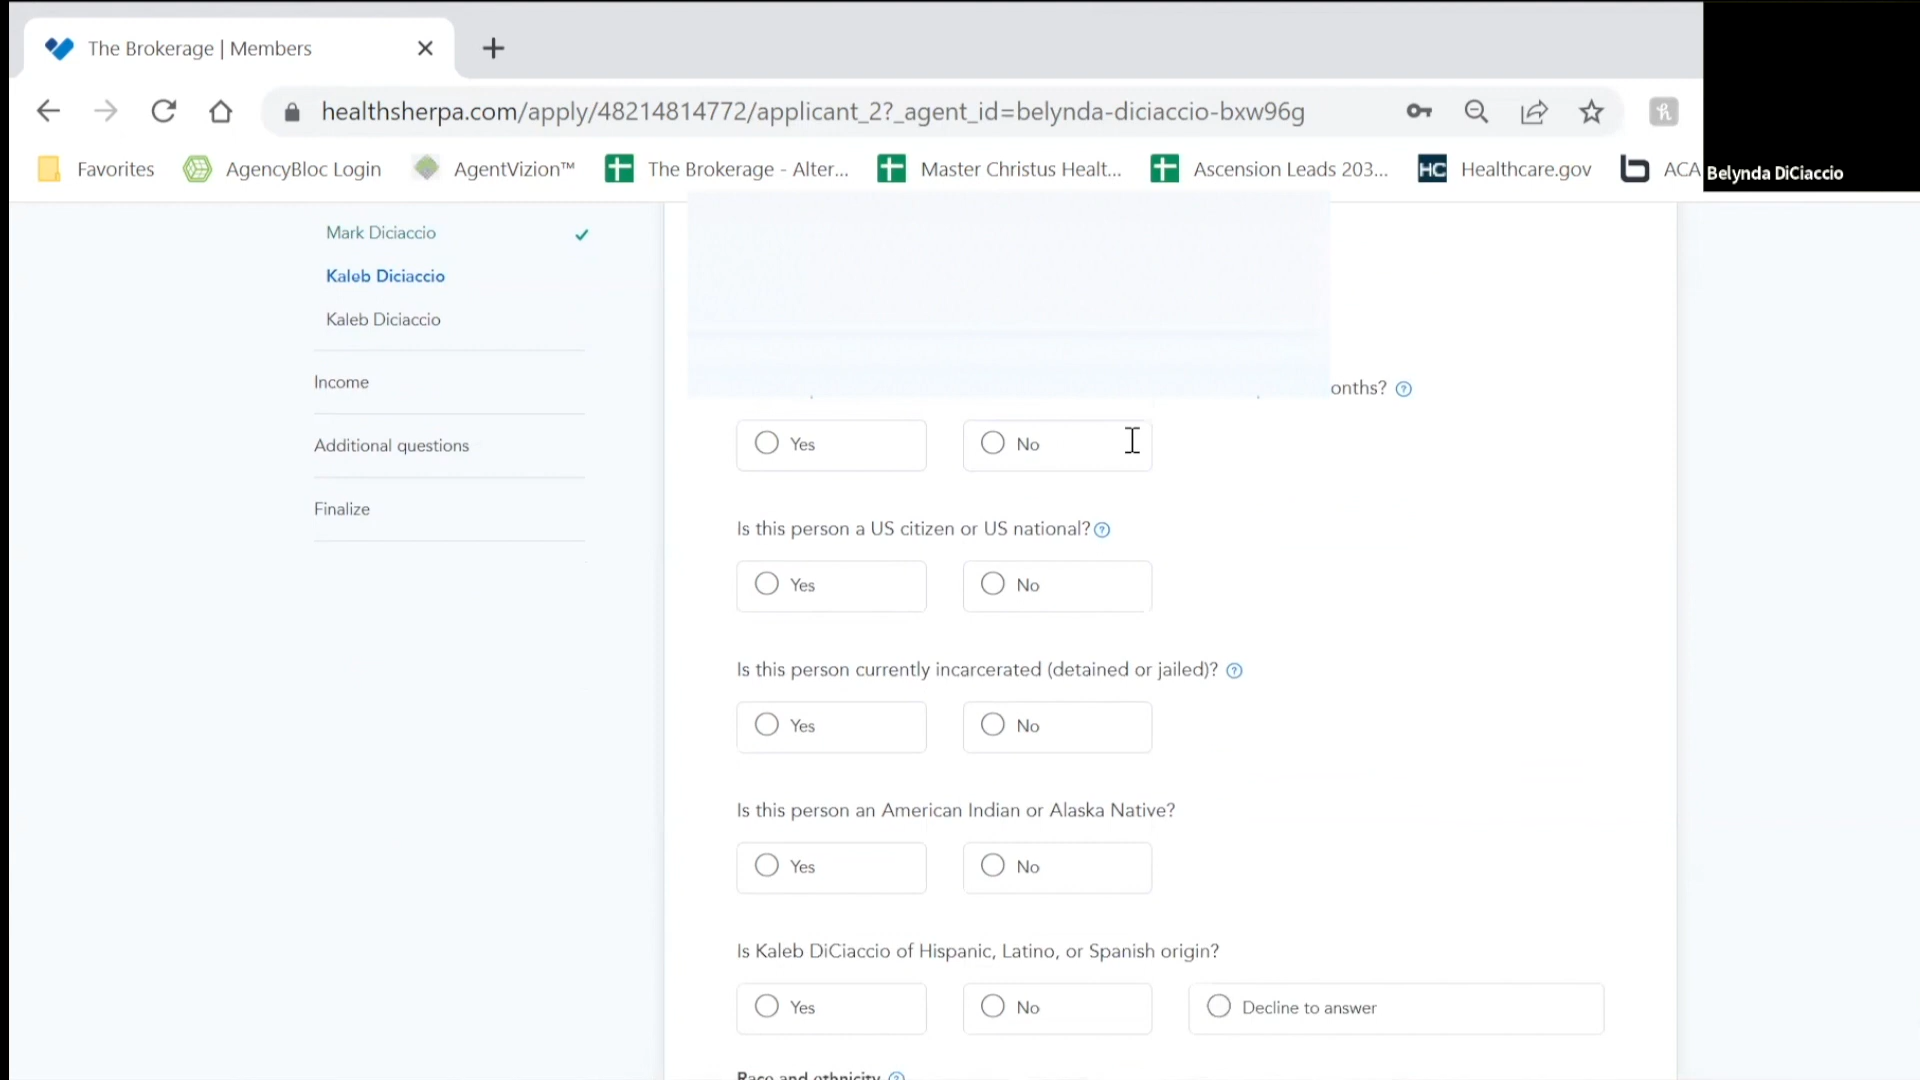 The Brokerage | Members
healthsherpa.com/apply/48214814772/applicant_2?_agent_id=belynda-diciaccio-bxw96g
Favorites AgencyBloc Login AgentVizion™ The Brokerage - Alter... Master Christus Healt... Ascension Leads 203... HC Healthcare.gov ACA
Belynda DiCiaccio
Mark Diciaccio
Kaleb Diciaccio
Kaleb Diciaccio
Income
Additional questions
Finalize
onths?
Yes No
Is this person a US citizen or US national?
Yes No
Is this person currently incarcerated (detained or jailed)?
Yes No
Is this person an American Indian or Alaska Native?
Yes No
Is Kaleb DiCiaccio of Hispanic, Latino, or Spanish origin?
Yes No Decline to answer
Race and ethnicity